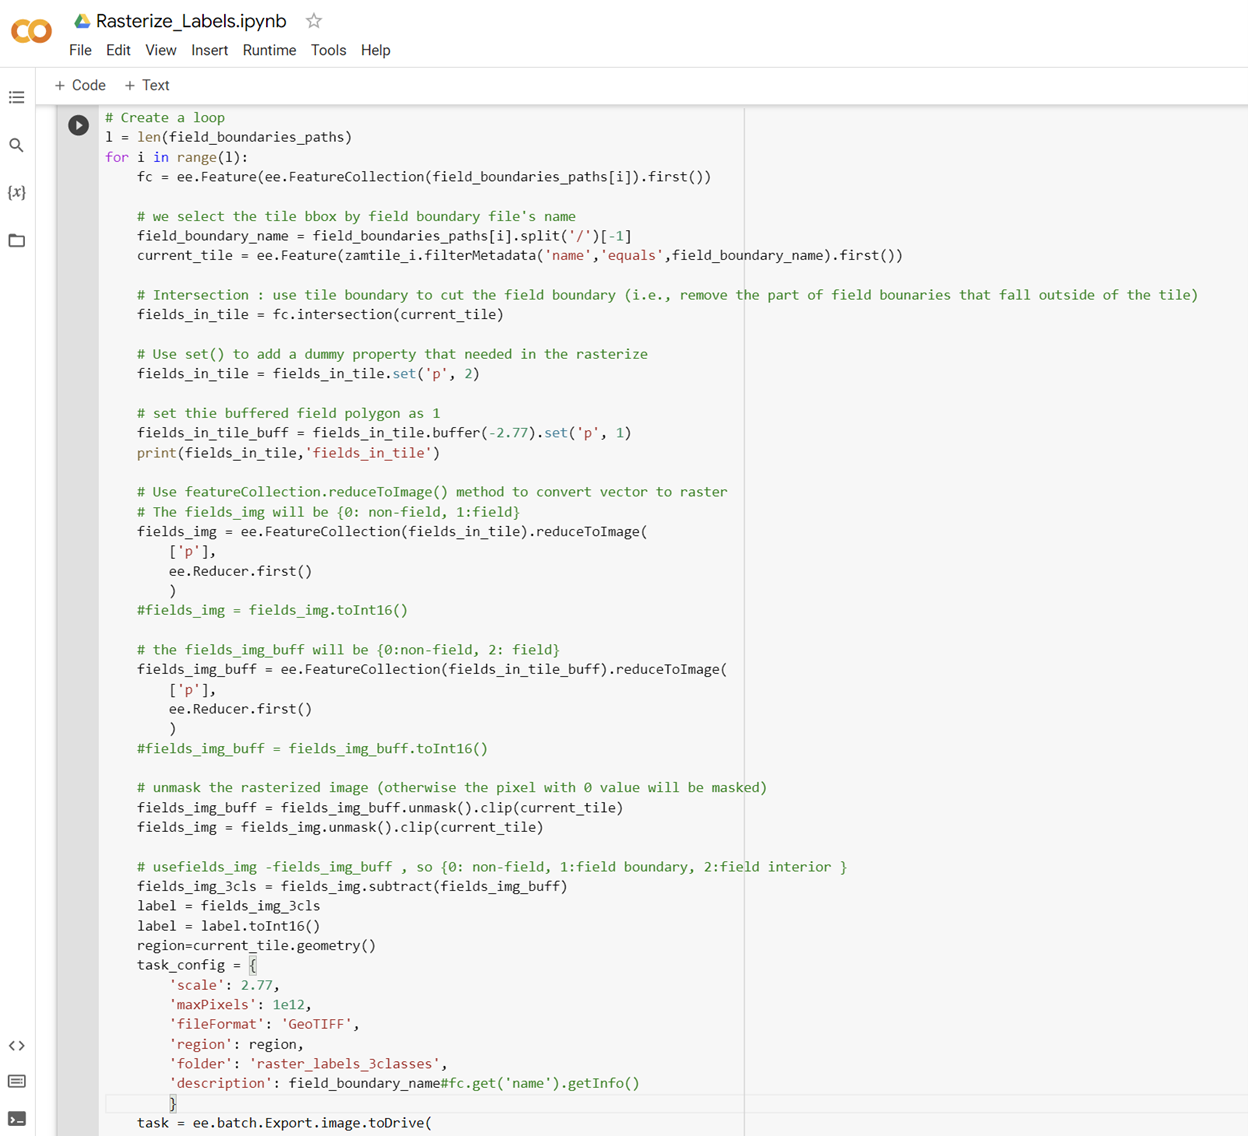 Rasterize_Labels.ipynb
File Edit View Insert Runtime Tools Help
+ Code + Text
# Create a loop
l = len(field_boundaries_paths)
for i in range(l):
    fc = ee.Feature(ee.FeatureCollection(field_boundaries_paths[i]).first())
    # we select the tile bbox by field boundary file's name
    field_boundary_name = field_boundaries_paths[i].split('/')[-1]
    current_tile = ee.Feature(zamtile_i.filterMetadata('name','equals',field_boundary_name).first())
    # Intersection : use tile boundary to cut the field boundary (i.e., remove the part of field bounaries that fall outside of the tile)
    fields_in_tile = fc.intersection(current_tile)
    # Use set() to add a dummy property that needed in the rasterize
    fields_in_tile = fields_in_tile.set('p', 2)
    # set thie buffered field polygon as 1
    fields_in_tile_buff = fields_in_tile.buffer(-2.77).set('p', 1)
    print(fields_in_tile,'fields_in_tile')
    # Use featureCollection.reduceToImage() method to convert vector to raster
    # The fields_img will be {0: non-field, 1:field}
    fields_img = ee.FeatureCollection(fields_in_tile).reduceToImage(
        ['p'],
        ee.Reducer.first()
        )
    #fields_img = fields_img.toInt16()
    # the fields_img_buff will be {0:non-field, 2: field}
    fields_img_buff = ee.FeatureCollection(fields_in_tile_buff).reduceToImage(
        ['p'],
        ee.Reducer.first()
        )
    #fields_img_buff = fields_img_buff.toInt16()
    # unmask the rasterized image (otherwise the pixel with 0 value will be masked)
    fields_img_buff = fields_img_buff.unmask().clip(current_tile)
    fields_img = fields_img.unmask().clip(current_tile)
    # usefields_img -fields_img_buff , so {0: non-field, 1:field boundary, 2:field interior }
    fields_img_3cls = fields_img.subtract(fields_img_buff)
    label = fields_img_3cls
    label = label.toInt16()
    region=current_tile.geometry()
    task_config = {
        'scale': 2.77,
        'maxPixels': 1e12,
        'fileFormat': 'GeoTIFF',
        'region': region,
        'folder': 'raster_labels_3classes',
        'description': field_boundary_name#fc.get('name').getInfo()
        }
    task = ee.batch.Export.image.toDrive(